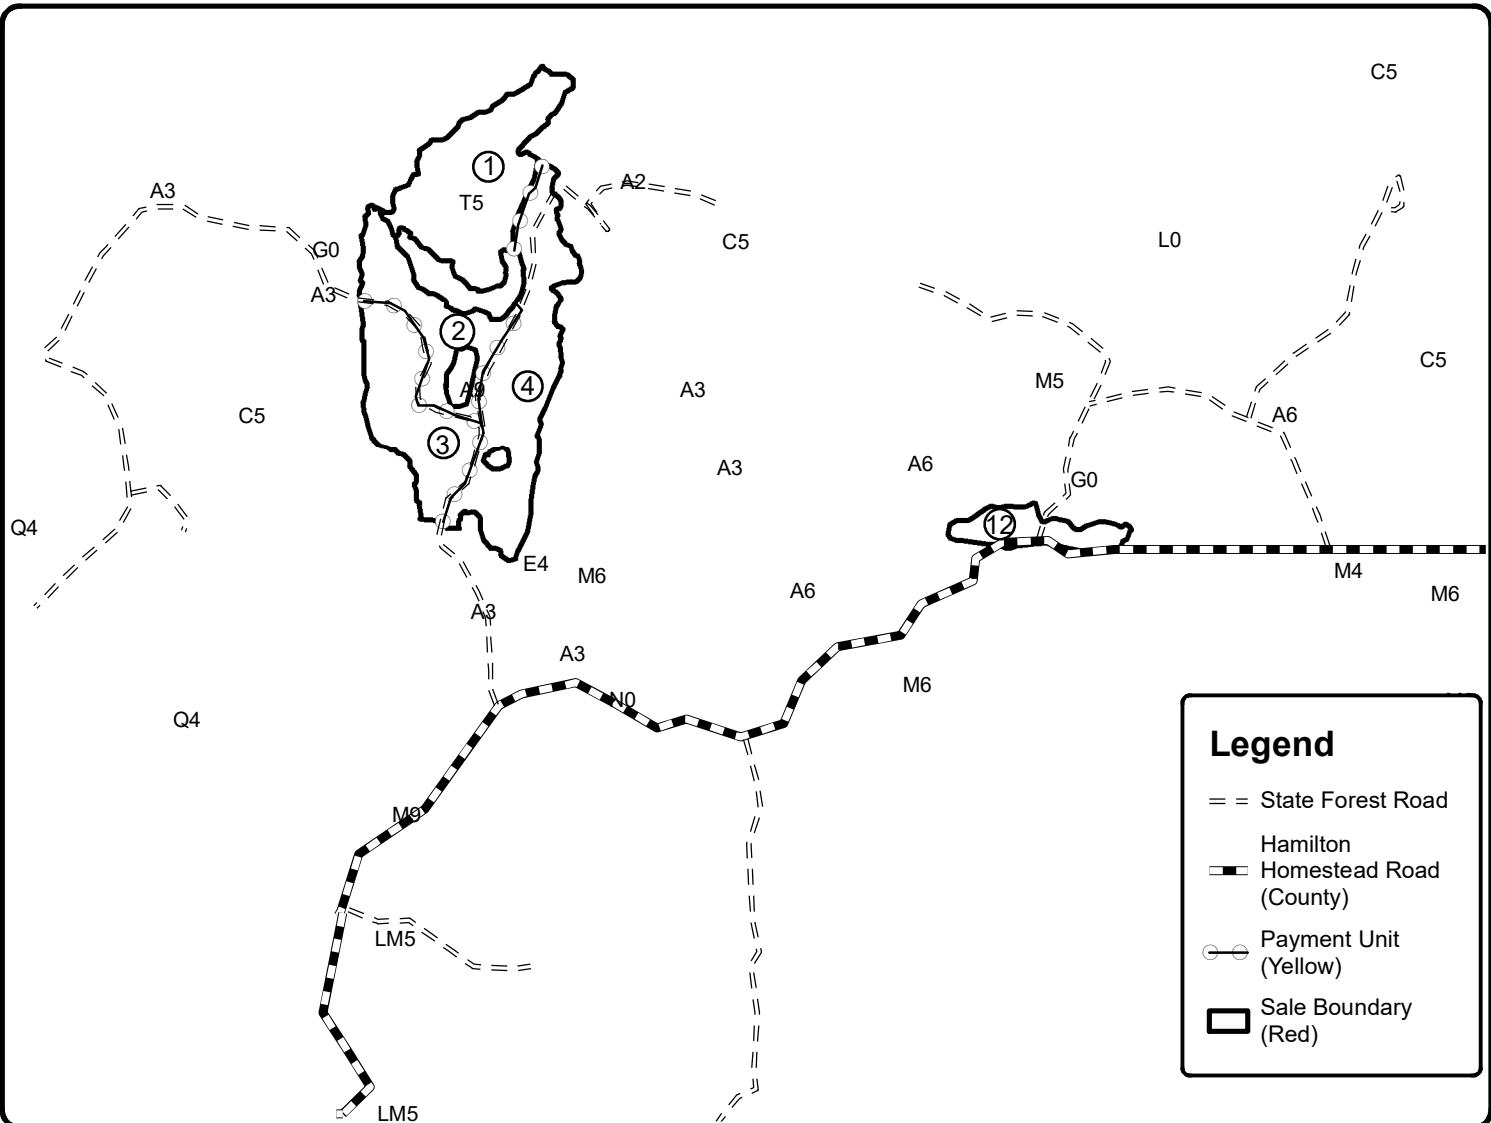 C5
1
A3
A2
T5
C5
L0
G0
A3
2
C5
M5
4
A9
A3
C5
A6
3
A3
A6
G0
Q4
12
E4
M6
M4
A6
M6
A3
A3
M6
N0
Q4
M9
LM5
LM5
Legend
State Forest Road
Hamilton
Homestead Road
(County)
Payment Unit
(Yellow)
Sale Boundary
(Red)